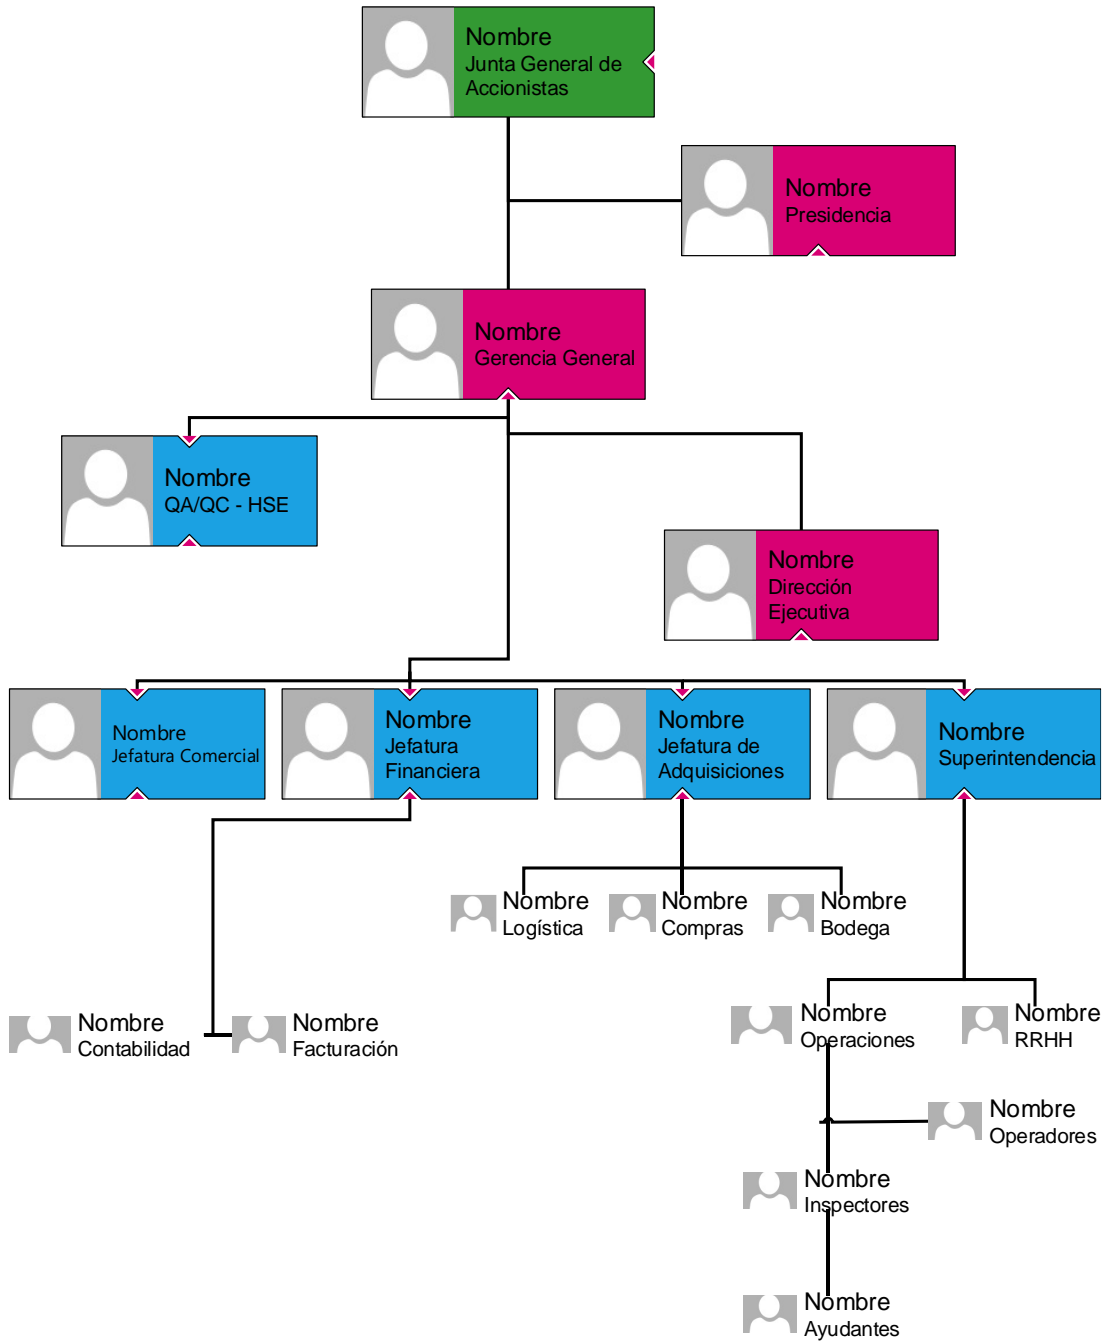 Nombre
Junta General de
Accionistas
Nombre
Presidencia
Nombre
Gerencia General
Nombre
QA/QC - HSE
Nombre
Dirección
Ejecutiva
Nombre
Jefatura Comercial
Nombre
Jefatura
Financiera
Nombre
Jefatura de
Adquisiciones
Nombre
Superintendencia
Nombre
Logística
Nombre
Compras
Nombre
Bodega
Nombre
Contabilidad
Nombre
Facturación
Nombre
Operaciones
Nombre
RRHH
Nombre
Operadores
Nombre
Inspectores
Nombre
Ayudantes